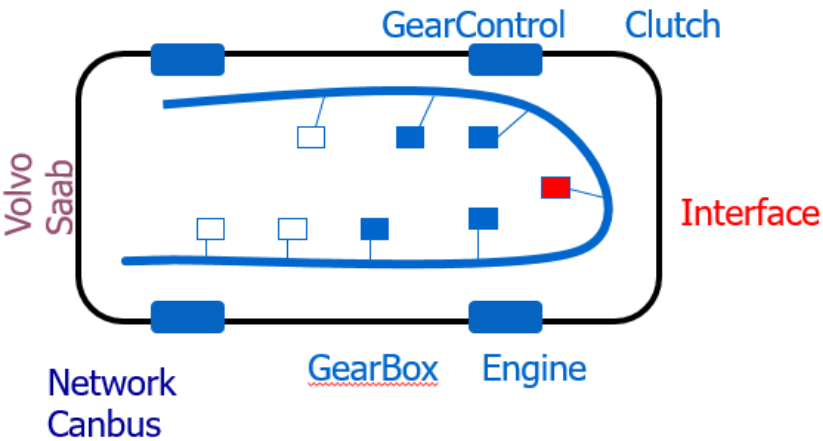 GearControl Clutch
Volvo
Saab
Interface
GearBox Engine
Network
Canbus